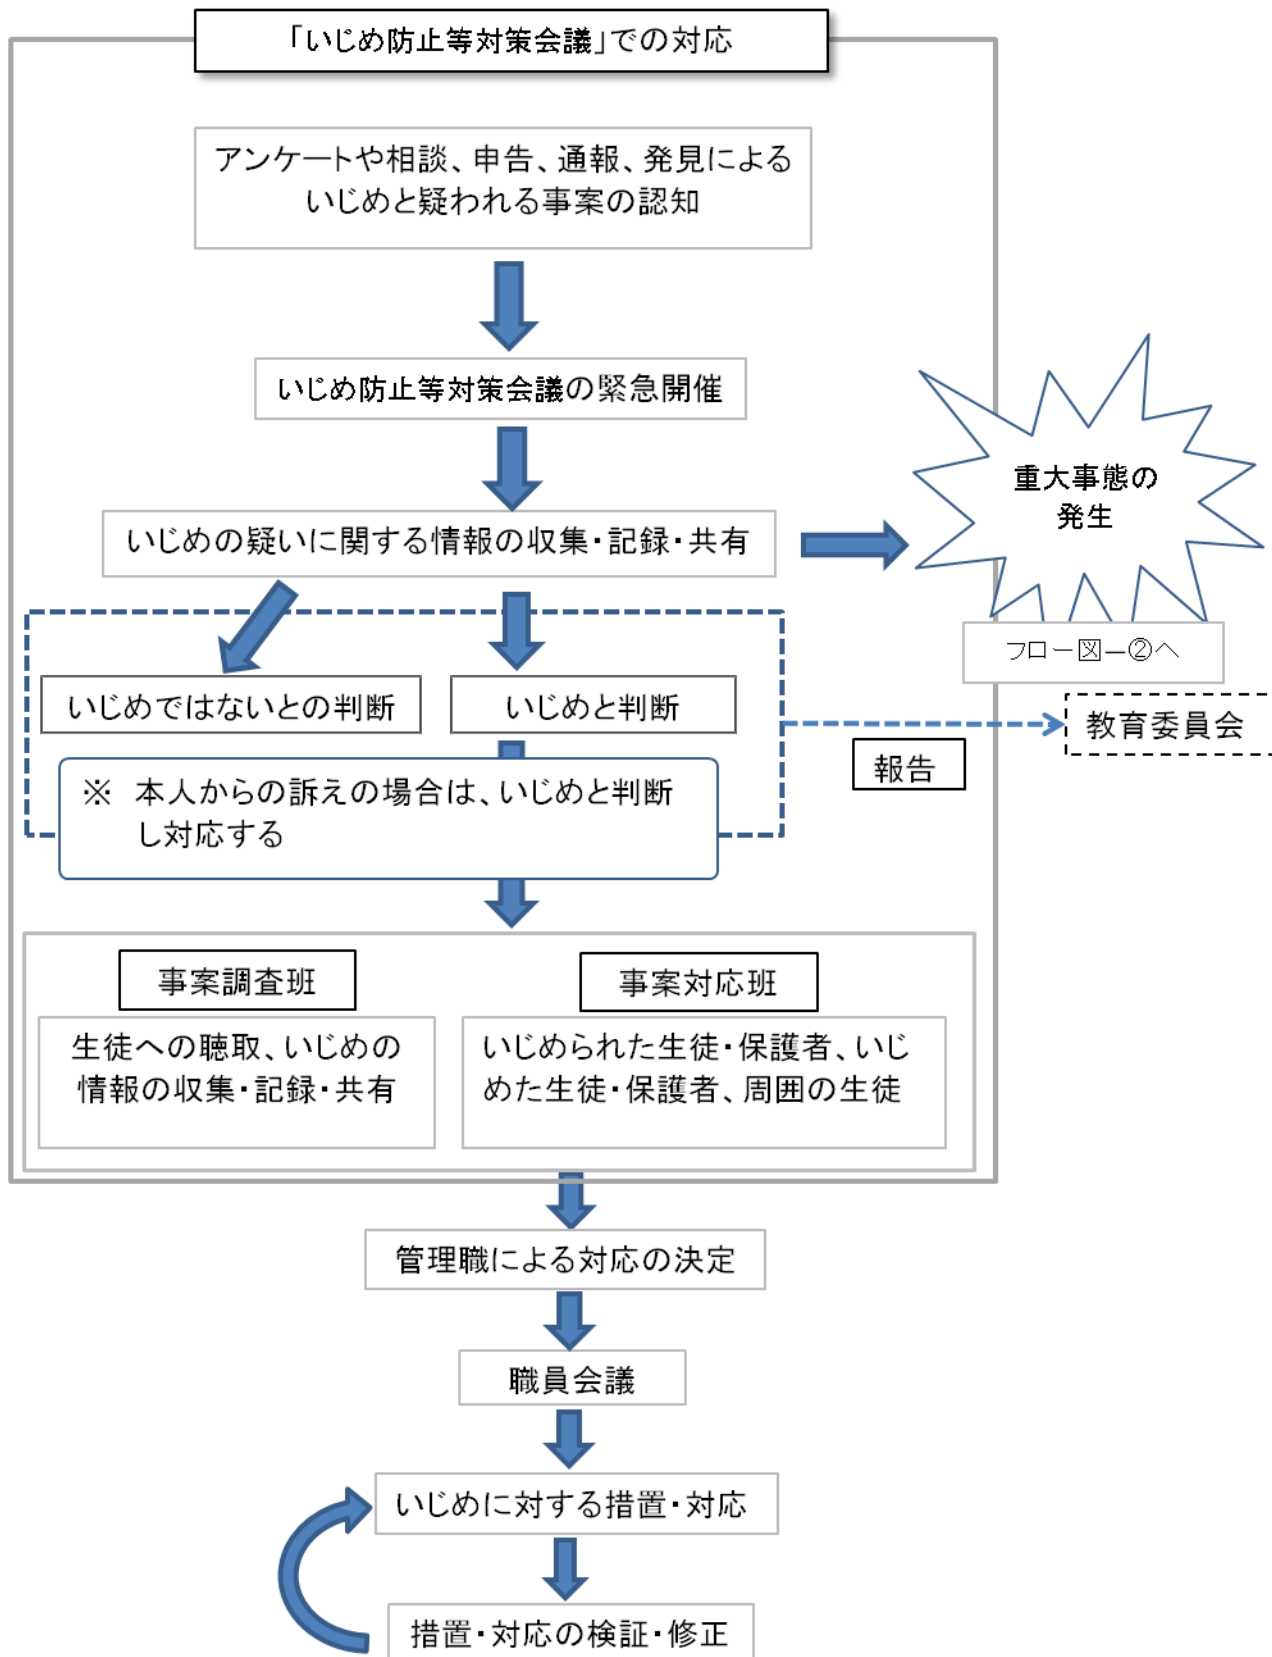 「いじめ防止等対策会議」での対応
アンケートや相談、申告、通報、発見による
いじめと疑われる事案の認知
いじめ防止等対策会議の緊急開催
重大事態の
発生
いじめの疑いに関する情報の収集・記録・共有
フロー図―②へ
いじめではないとの判断
いじめと判断
教育委員会
報告
※ 本人からの訴えの場合は、いじめと判断
し対応する
事案調査班
生徒への聴取、いじめの
情報の収集・記録・共有
事案対応班
いじめられた生徒・保護者、いじ
めた生徒・保護者、周囲の生徒
管理職による対応の決定
職員会議
いじめに対する措置・対応
措置・対応の検証・修正